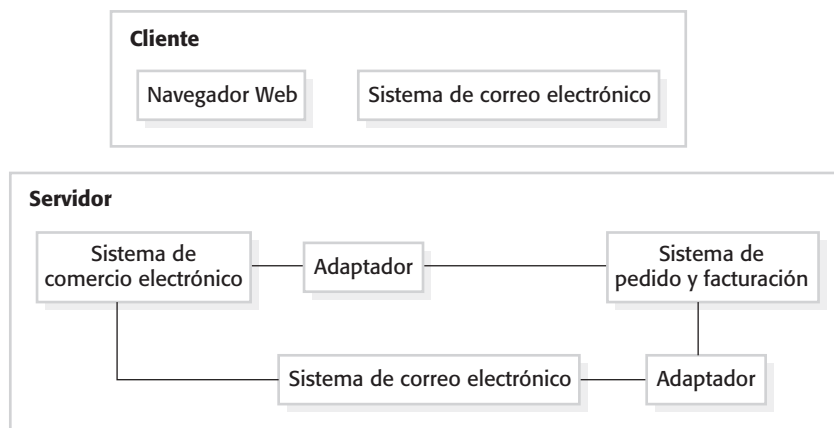 Cliente
Navegador Web
Sistema de correo electrónico
Servidor
Sistema de
comercio electrónico
Adaptador
Sistema de
pedido y facturación
Sistema de correo electrónico
Adaptador